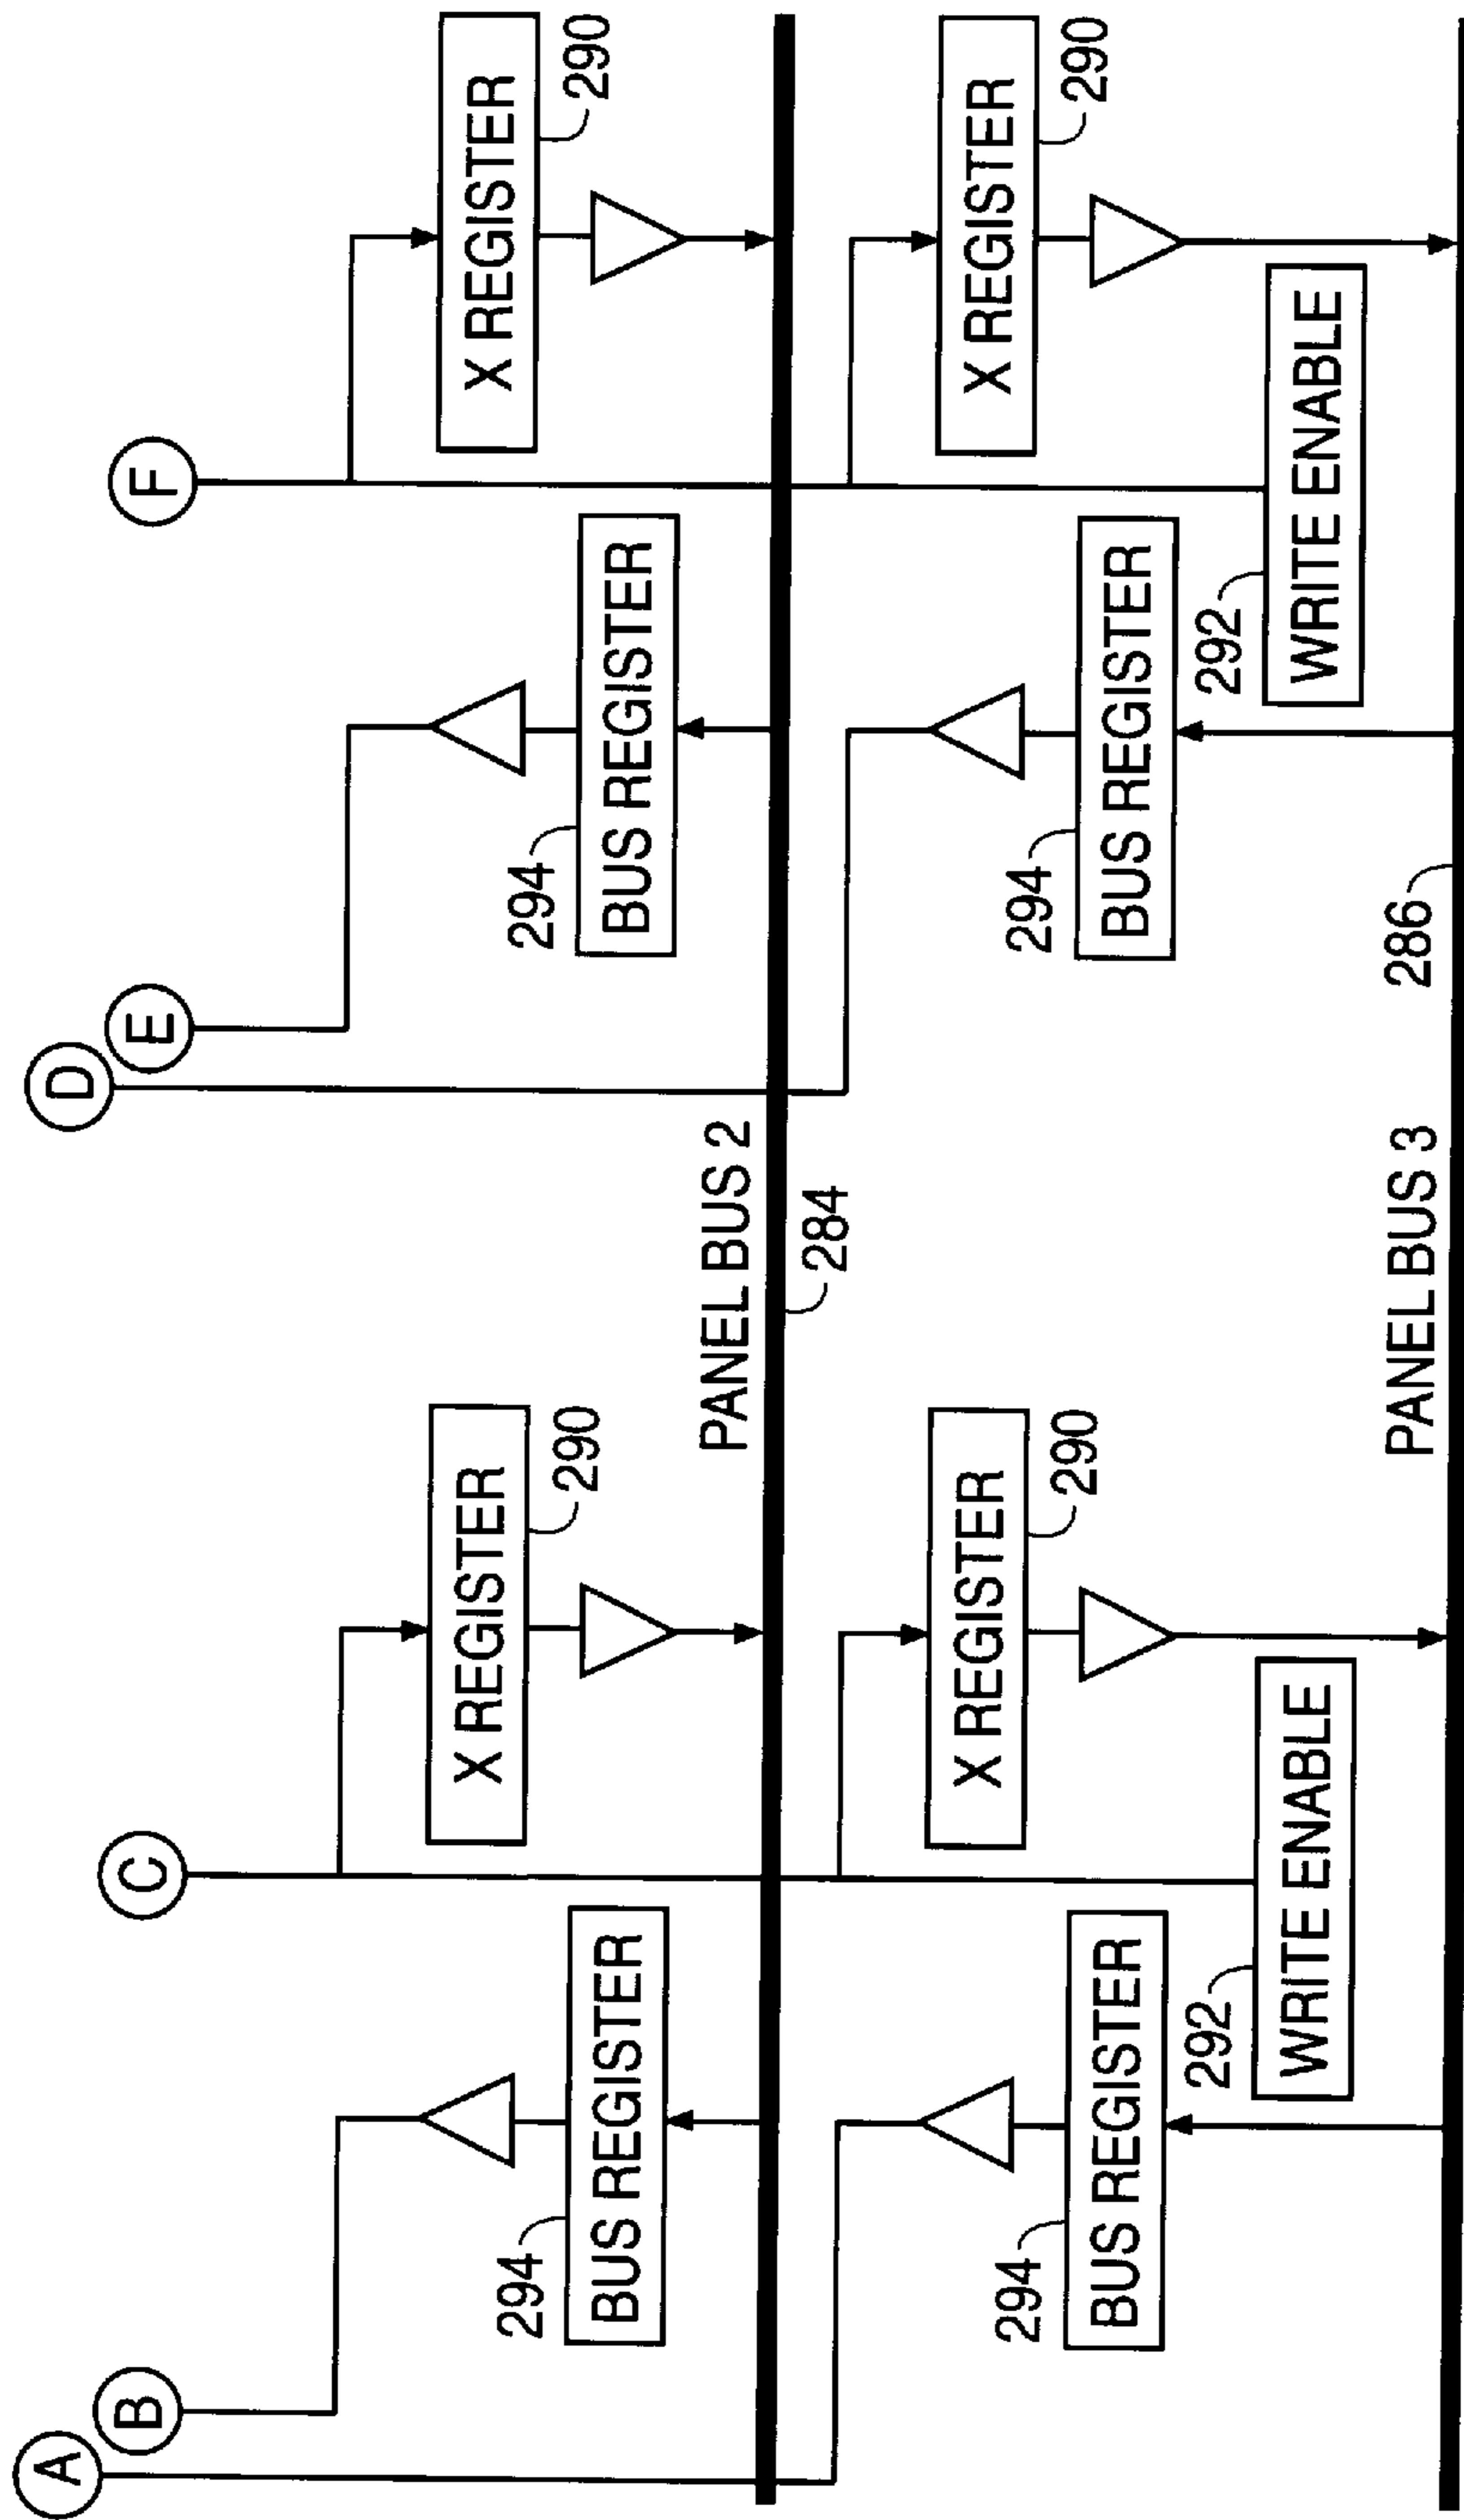 A
B
C
D
E
F
294
BUS REGISTER
X REGISTER
290
294
BUS REGISTER
X REGISTER
290
PANEL BUS 2
284
294
BUS REGISTER
X REGISTER
290
294
BUS REGISTER
X REGISTER
290
292
WRITE ENABLE
292
WRITE ENABLE
PANEL BUS 3
286